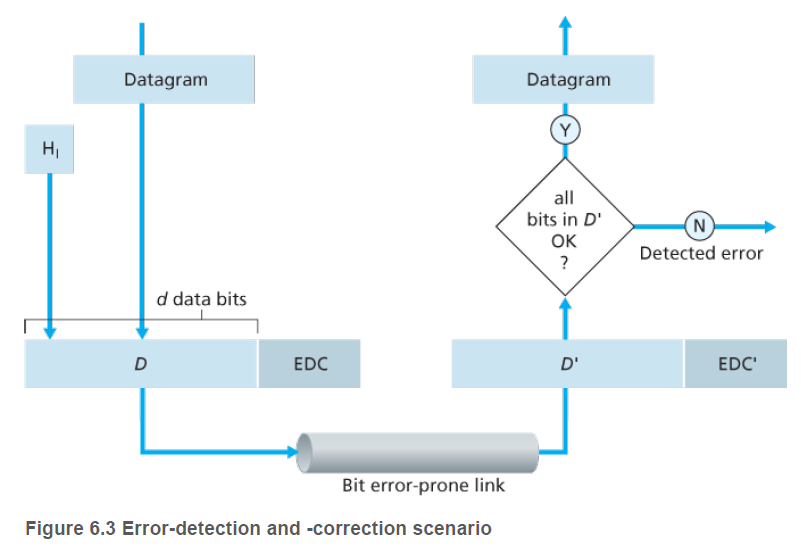 Datagram
H_I
d data bits
D
EDC
Bit error-prone link
Datagram
Y
all
bits in D'
OK
?
N
Detected error
D'
EDC'
Figure 6.3 Error-detection and -correction scenario